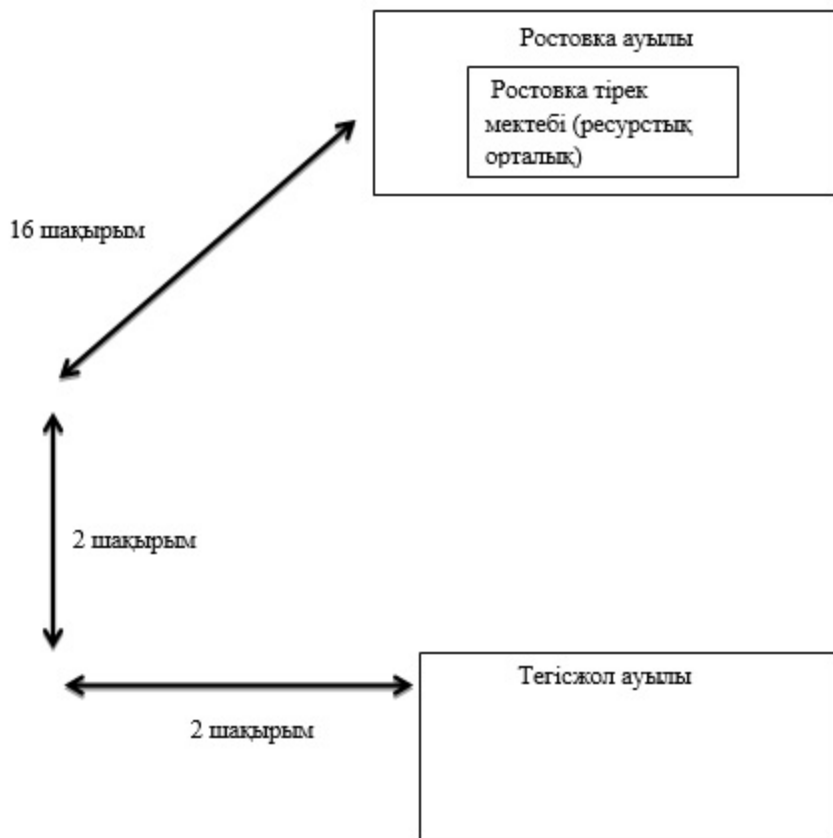 Ростовка ауылы
Ростовка тірек
мектебі (ресурстық
орталық)
16 шақырым
2 шақырым
Тегісжол ауылы
2 шақырым